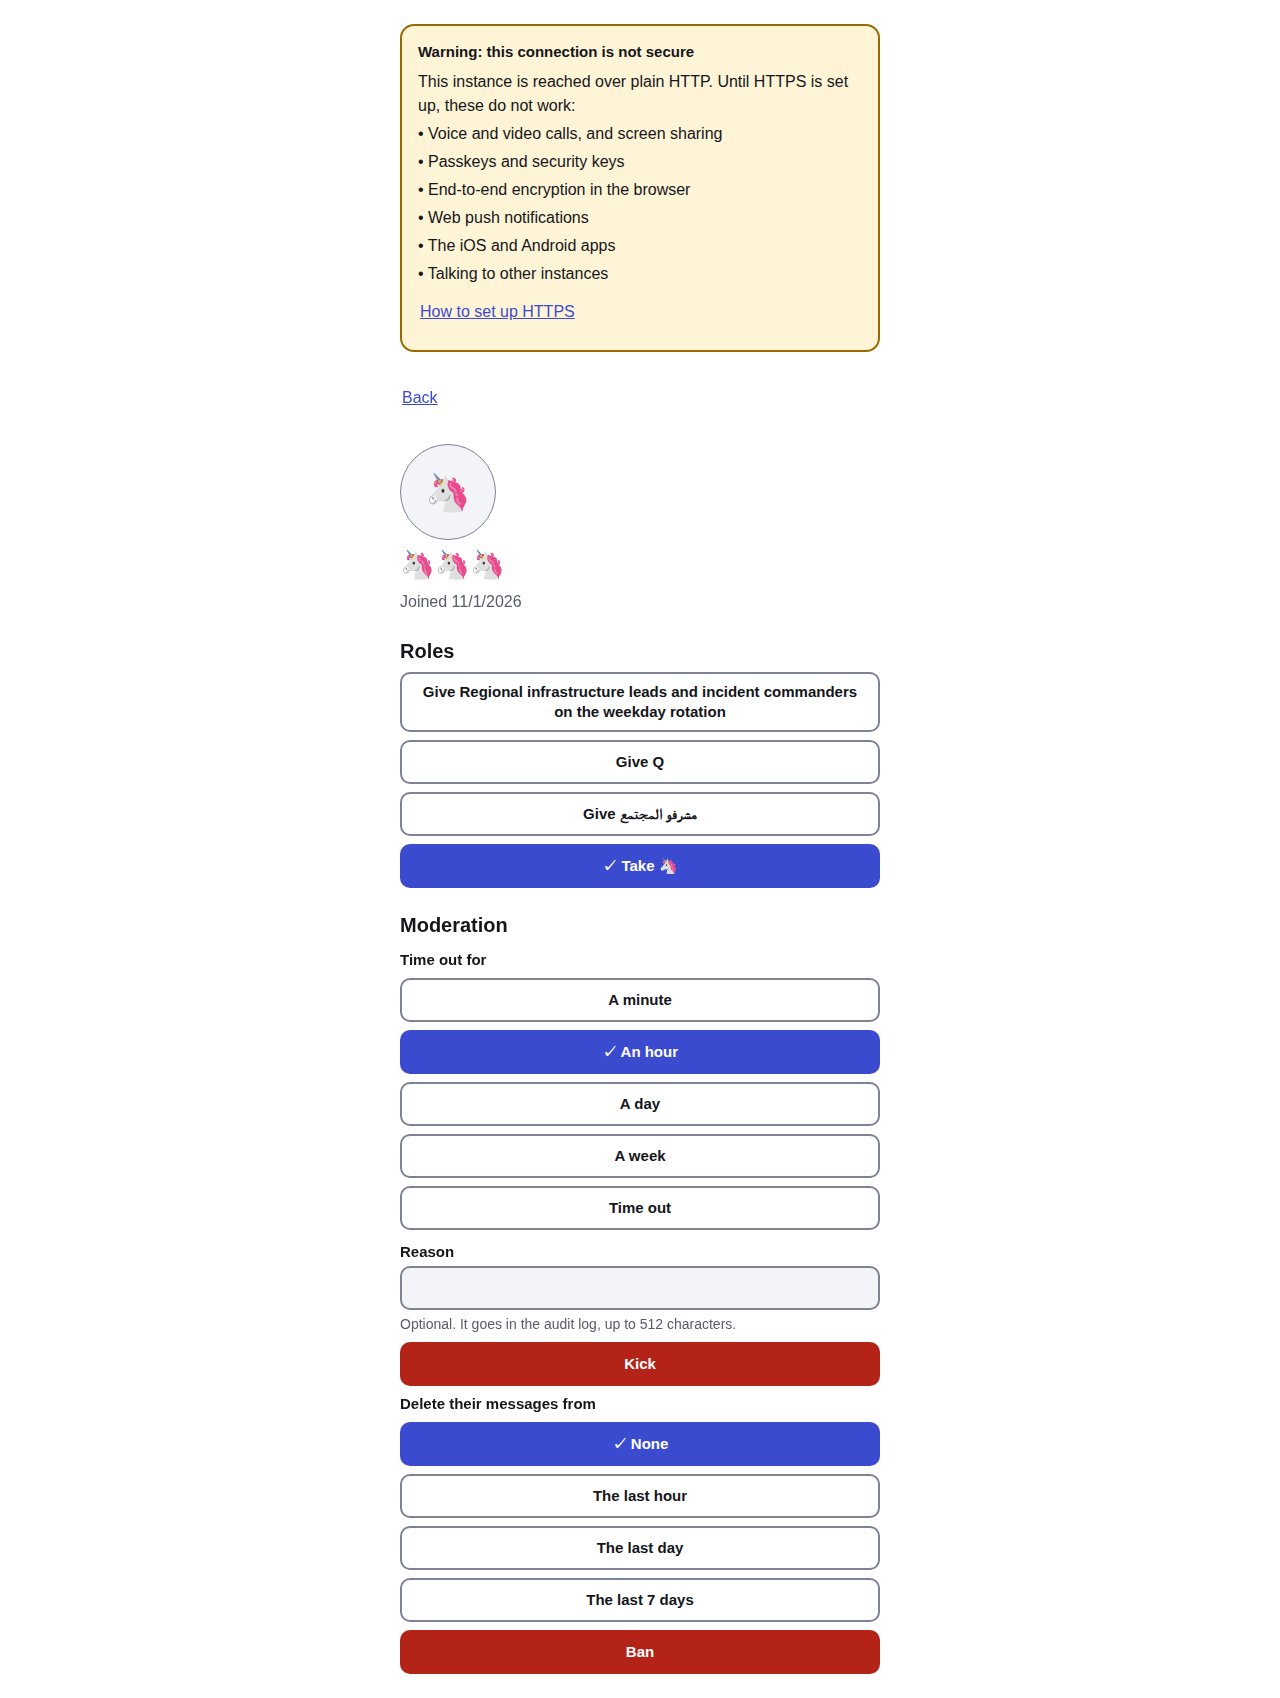 Warning: this connection is not secure
This instance is reached over plain HTTP. Until HTTPS is set
up, these do not work:
• Voice and video calls, and screen sharing
• Passkeys and security keys
• End-to-end encryption in the browser
• Web push notifications
• The iOS and Android apps
• Talking to other instances
How to set up HTTPS
Back
🦄
🦄🦄🦄
Joined 11/1/2026
Roles
Give Regional infrastructure leads and incident commanders
on the weekday rotation
Give Q
Give مشرفو المجتمع
✓ Take 🦄
Moderation
Time out for
A minute
✓ An hour
A day
A week
Time out
Reason
Optional. It goes in the audit log, up to 512 characters.
Kick
Delete their messages from
✓ None
The last hour
The last day
The last 7 days
Ban